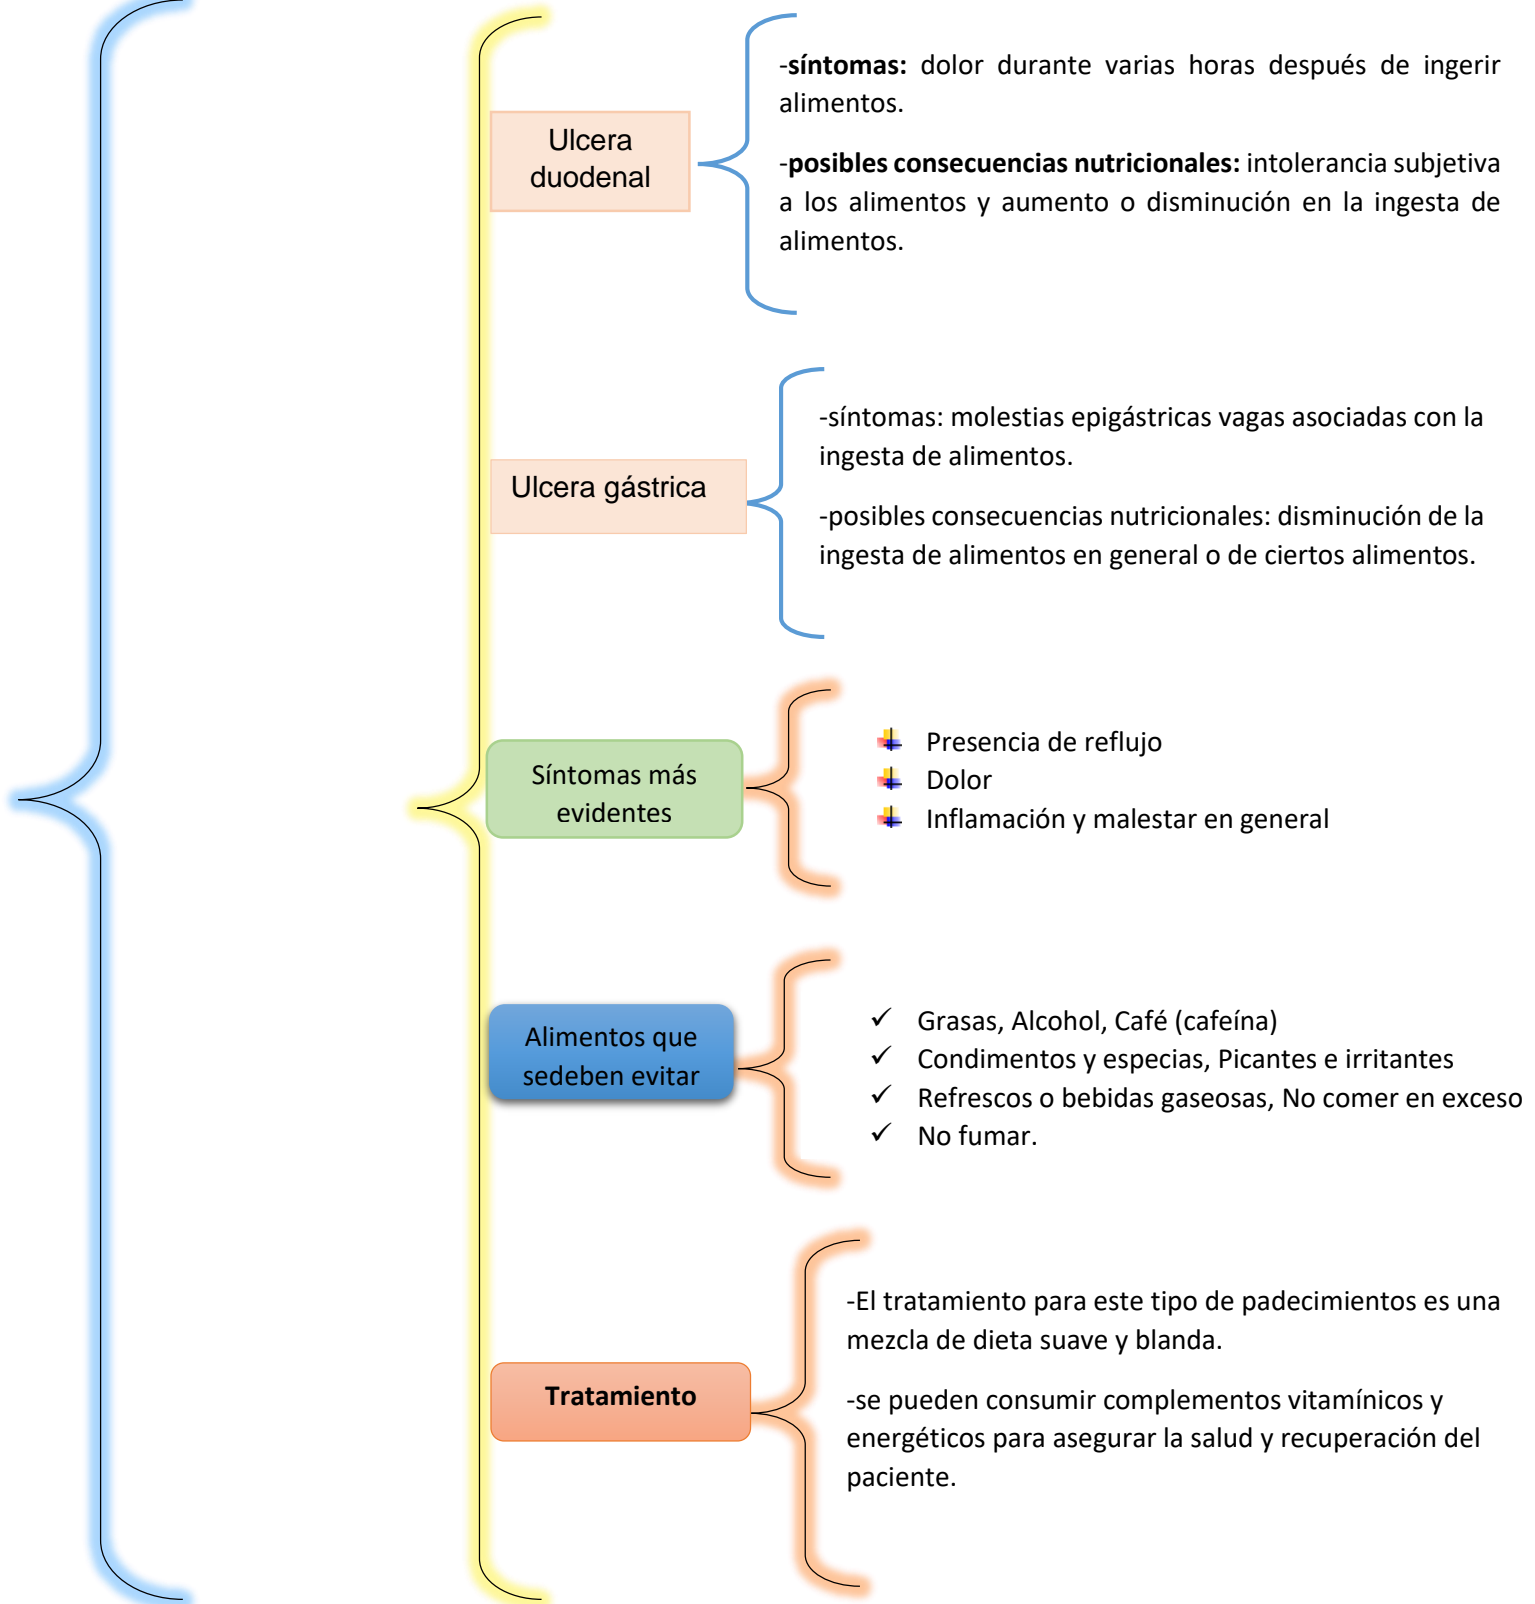 -síntomas: dolor durante varias horas después de ingerir
alimentos.
Ulcera
duodenal
-posibles consecuencias nutricionales: intolerancia subjetiva
a los alimentos y aumento o disminución en la ingesta de
alimentos.
-síntomas: molestias epigástricas vagas asociadas con la
ingesta de alimentos.
Ulcera gástrica
-posibles consecuencias nutricionales: disminución de la
ingesta de alimentos en general o de ciertos alimentos.
Síntomas más
evidentes
Presencia de reflujo
Dolor
Inflamación y malestar en general
Alimentos que
sedeben evitar
✓ Grasas, Alcohol, Café (cafeína)
✓ Condimentos y especias, Picantes e irritantes
✓ Refrescos o bebidas gaseosas, No comer en exceso
✓ No fumar.
-El tratamiento para este tipo de padecimientos es una
mezcla de dieta suave y blanda.
Tratamiento
-se pueden consumir complementos vitamínicos y
energéticos para asegurar la salud y recuperación del
paciente.